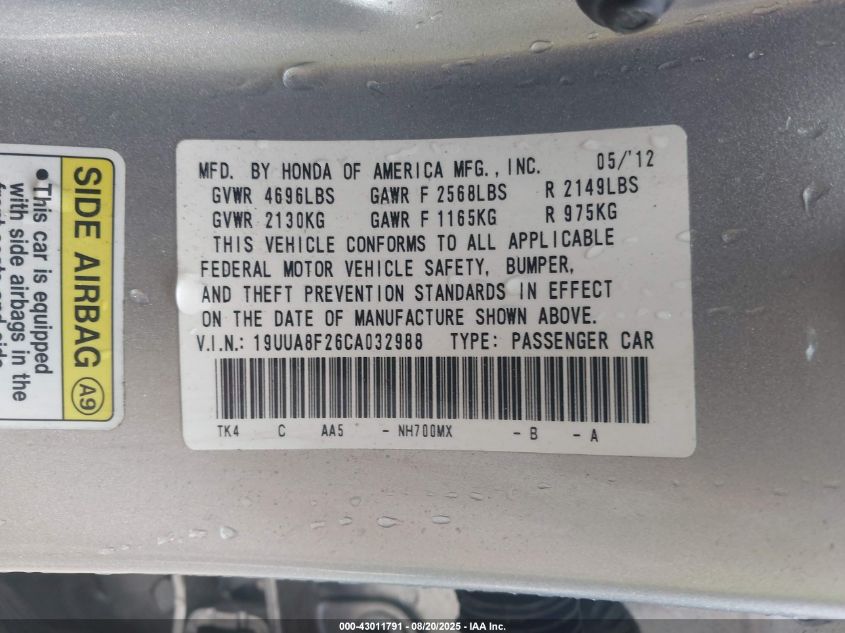 MFD. BY HONDA OF AMERICA MFG., INC. 05/'12
GVWR 4696LBS GAWR F 2568LBS R 2149LBS
GVWR 2130KG GAWR F 1165KG R 975KG
THIS VEHICLE CONFORMS TO ALL APPLICABLE
FEDERAL MOTOR VEHICLE SAFETY, BUMPER,
AND THEFT PREVENTION STANDARDS IN EFFECT
ON THE DATE OF MANUFACTURE SHOWN ABOVE.
V.I.N.: 19UUA8F26CA032988 TYPE: PASSENGER CAR
TK4 C AA5 - NH700MX - B - A
SIDE AIRBAG A9
●This car is equipped
with side airbags in the
000-43011791 - 08/20/2025 - IAA Inc.